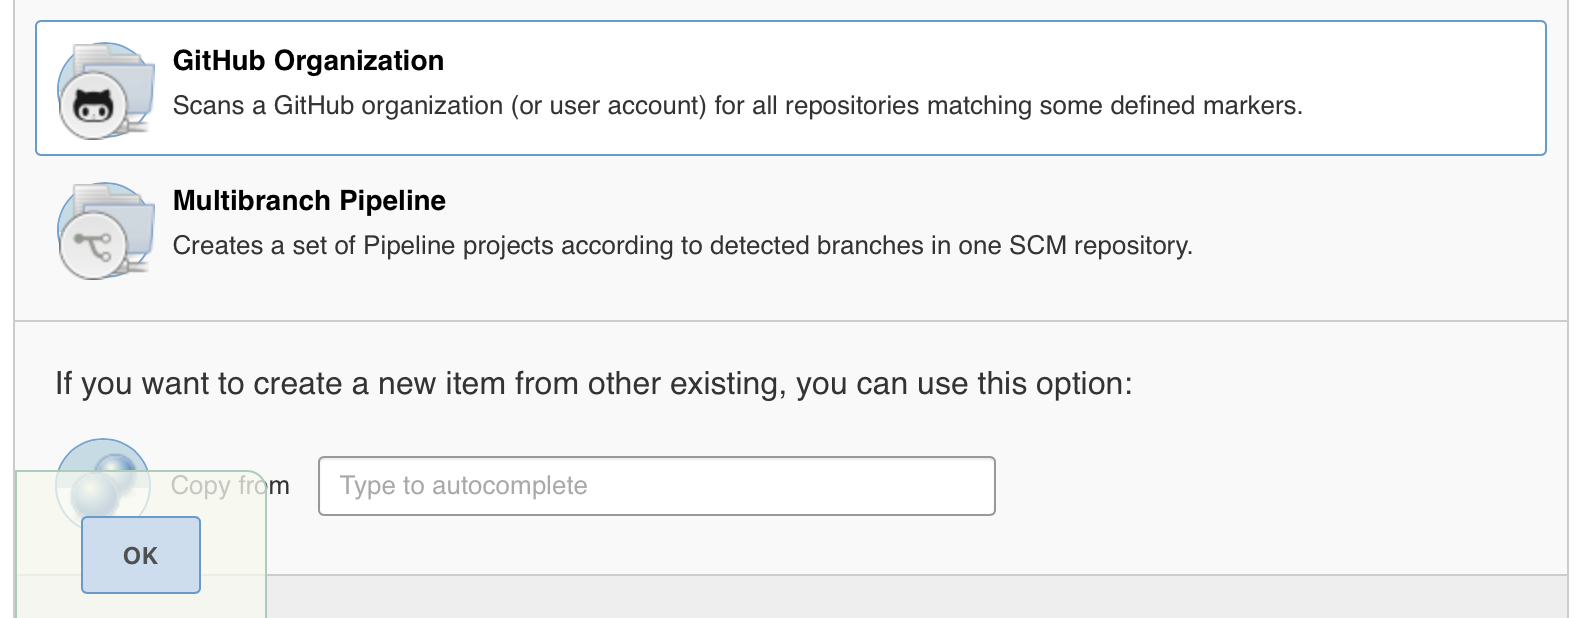 GitHub Organization
Scans a GitHub organization (or user account) for all repositories matching some defined markers.
Multibranch Pipeline
Creates a set of Pipeline projects according to detected branches in one SCM repository.
If you want to create a new item from other existing, you can use this option:
Copy from
Type to autocomplete
OK